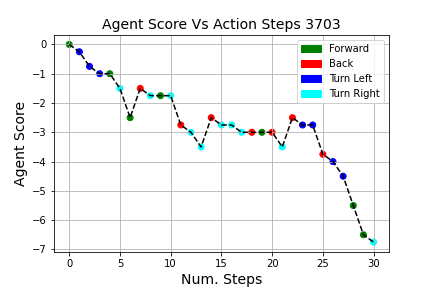 Agent Score Vs Action Steps 3703
Forward
Back
Turn Left
Turn Right
Agent Score
0
−1
−2
−3
−4
−5
−6
−7
0 5 10 15 20 25 30
Num. Steps